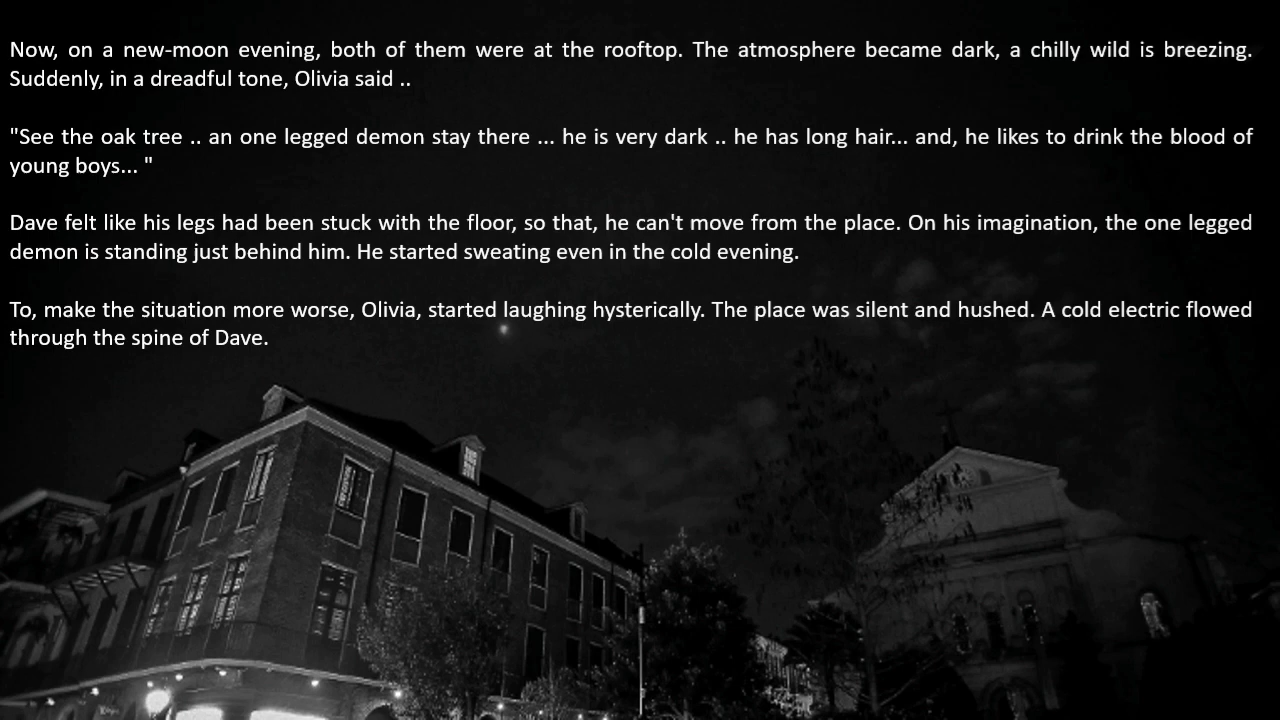 Now, on a new-moon evening, both of them were at the rooftop. The atmosphere became dark, a chilly wild is breezing.
Suddenly, in a dreadful tone, Olivia said ..
"See the oak tree .. an one legged demon stay there ... he is very dark .. he has long hair... and, he likes to drink the blood of
young boys... "
Dave felt like his legs had been stuck with the floor, so that, he can't move from the place. On his imagination, the one legged
demon is standing just behind him. He started sweating even in the cold evening.
To, make the situation more worse, Olivia, started laughing hysterically. The place was silent and hushed. A cold electric flowed
through the spine of Dave.